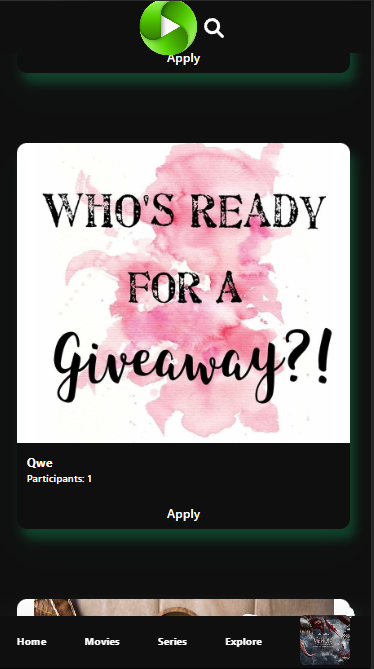 Apply
WHO'S READY
FOR A
Giveaway?!
Qwe
Participants: 1
Apply
Home Movies Series Explore